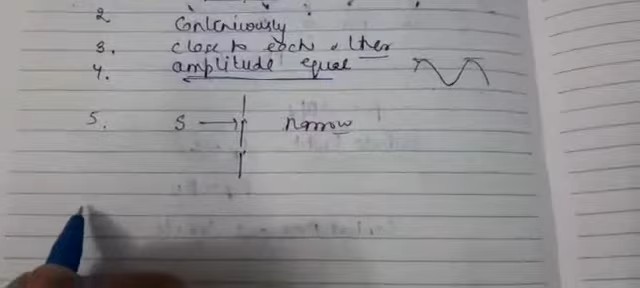 2 Continuously
3. close to each other
4. amplitude equal
5. S → narrow